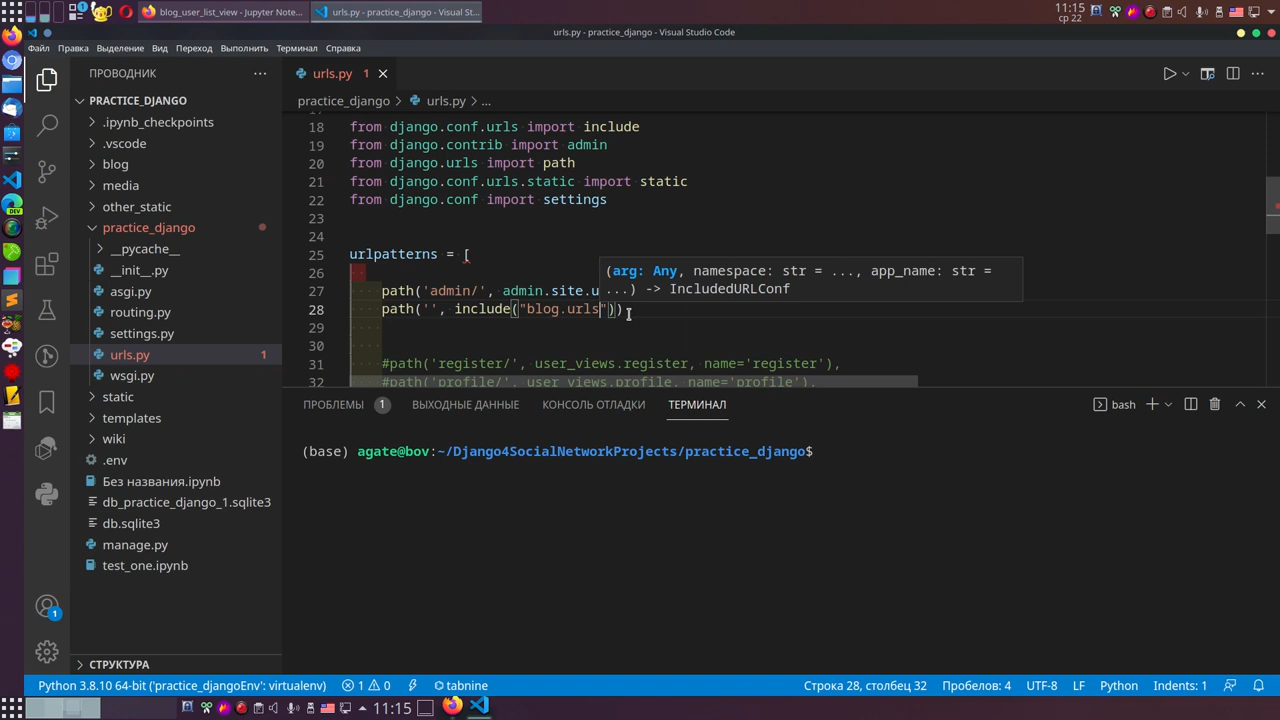 blog_user_list_view - Jupyter Note...
urls.py - practice_django - Visual St...
11:15
ср 22
urls.py - practice_django - Visual Studio Code
Файл Правка Выделение Вид Переход Выполнить Терминал Справка
ПРОВОДНИК
PRACTICE_DJANGO
.ipynb_checkpoints
.vscode
blog
media
other_static
practice_django
__pycache__
__init__.py
asgi.py
routing.py
settings.py
urls.py 1
wsgi.py
static
templates
wiki
.env
Без названия.ipynb
db_practice_django_1.sqlite3
db.sqlite3
manage.py
test_one.ipynb
СТРУКТУРА
1
DEV
urls.py 1
practice_django > urls.py > ...
18 from django.conf.urls import include
19 from django.contrib import admin
20 from django.urls import path
21 from django.conf.urls.static import static
22 from django.conf import settings
23
24
25 urlpatterns = [
26
27 path('admin/', admin.site.u
28 path('', include("blog.urls"))
29
30
31 #path('register/', user_views.register, name='register'),
32 #path('profile/', user_views.profile, name='profile'),
(arg: Any, namespace: str = ..., app_name: str =
...) -> IncludedURLConf
ПРОБЛЕМЫ 1 ВЫХОДНЫЕ ДАННЫЕ КОНСОЛЬ ОТЛАДКИ ТЕРМИНАЛ bash
(base) agate@bov:~/Django4SocialNetworkProjects/practice_django$
Python 3.8.10 64-bit ('practice_djangoEnv': virtualenv) 1 0 tabnine Строка 28, столбец 32 Пробелов: 4 UTF-8 LF Python Indents: 1
11:15